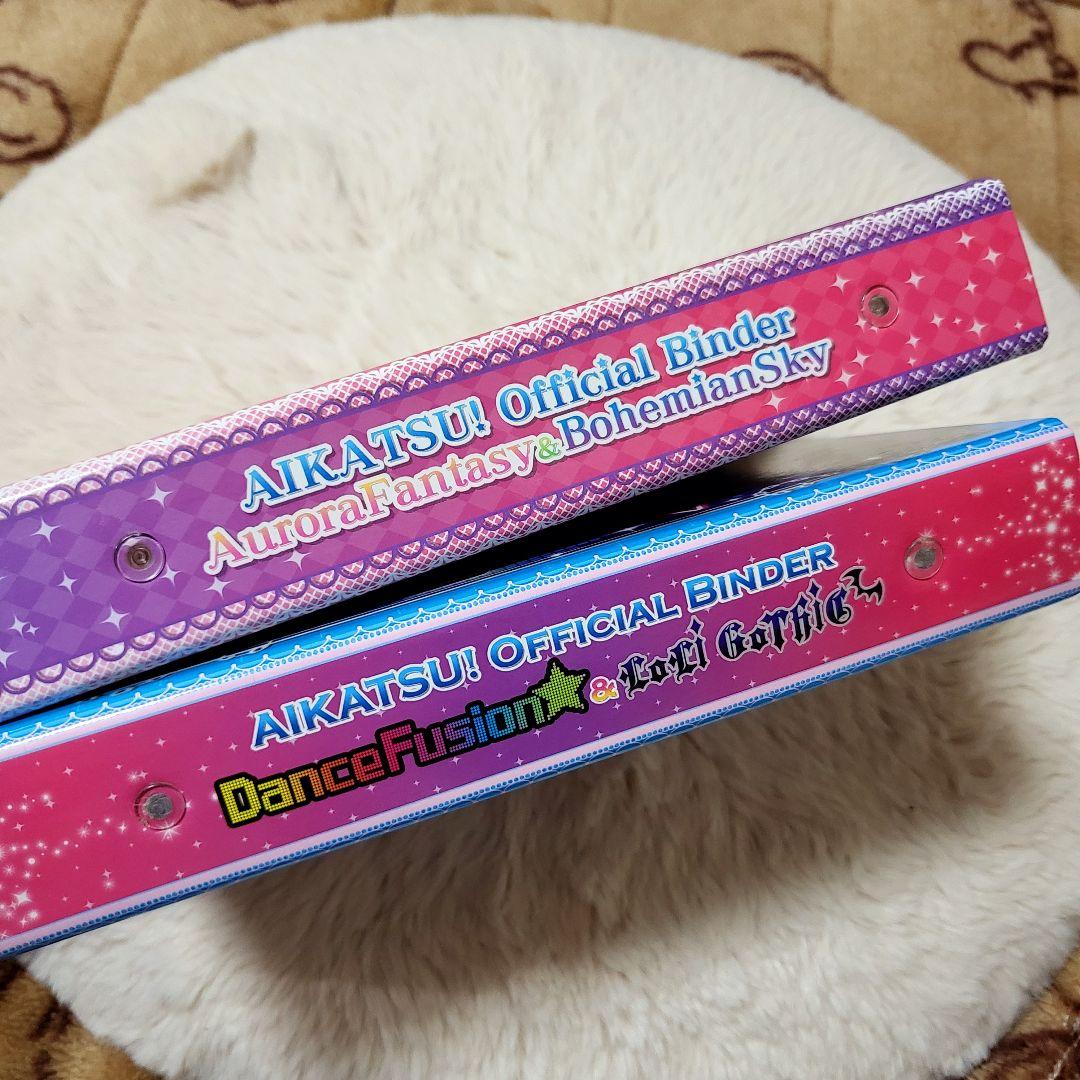 AIKATSU! Official Binder
AuroraFantasy&BohemianSky
AIKATSU! OFFICIAL BINDER
DanceFusion★ & LoLi GoTHiC